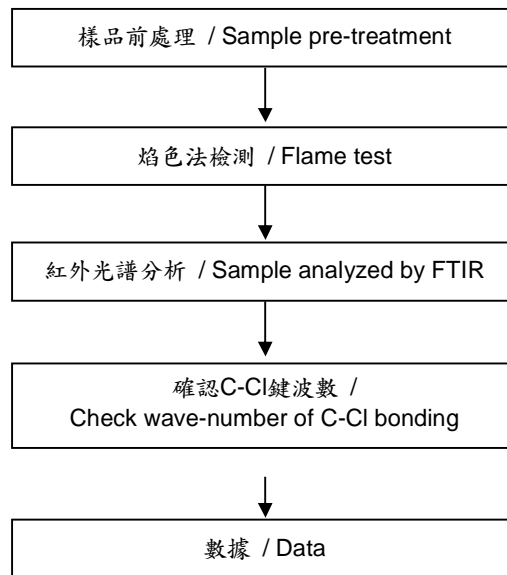 樣品前處理 / Sample pre-treatment
焰色法檢測 / Flame test
紅外光譜分析 / Sample analyzed by FTIR
確認C-Cl鍵波數 /
Check wave-number of C-Cl bonding
數據 / Data